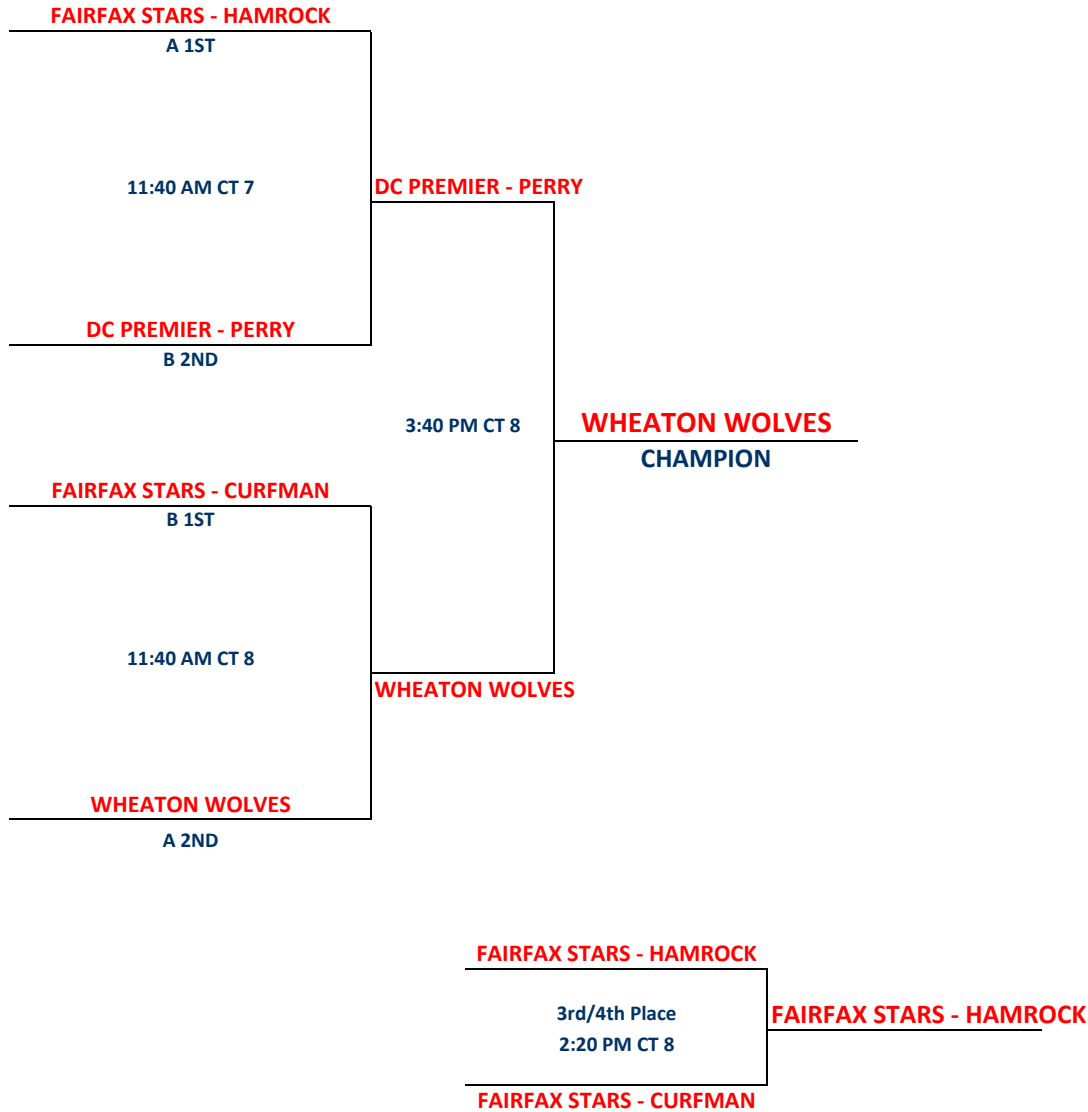 FAIRFAX STARS - HAMROCK
A 1ST
11:40 AM CT 7
DC PREMIER - PERRY
DC PREMIER - PERRY
B 2ND
3:40 PM CT 8
WHEATON WOLVES
CHAMPION
FAIRFAX STARS - CURFMAN
B 1ST
11:40 AM CT 8
WHEATON WOLVES
WHEATON WOLVES
A 2ND
FAIRFAX STARS - HAMROCK
3rd/4th Place
2:20 PM CT 8
FAIRFAX STARS - HAMROCK
FAIRFAX STARS - CURFMAN